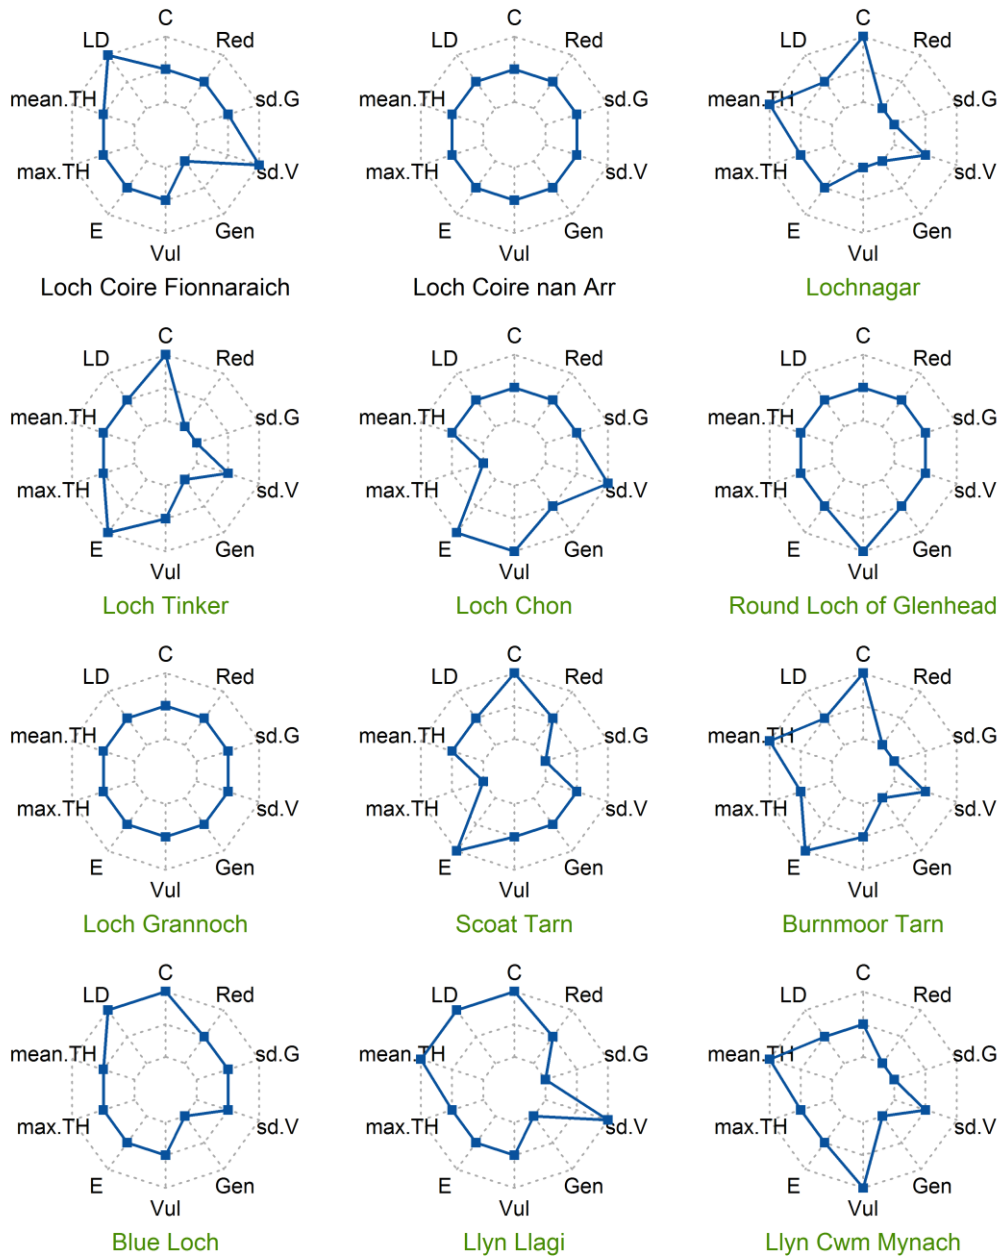 C C C
LD Red LD Red LD Red
mean.TH sd.G mean.TH sd.G mean.TH sd.G
max.TH sd.V max.TH sd.V max.TH sd.V
E Gen E Gen E Gen
Vul Vul Vul
Loch Coire Fionnaraich Loch Coire nan Arr Lochnagar
C C C
LD Red LD Red LD Red
mean.TH sd.G mean.TH sd.G mean.TH sd.G
max.TH sd.V max.TH sd.V max.TH sd.V
E Gen E Gen E Gen
Vul Vul Vul
Loch Tinker Loch Chon Round Loch of Glenhead
C C C
LD Red LD Red LD Red
mean.TH sd.G mean.TH sd.G mean.TH sd.G
max.TH sd.V max.TH sd.V max.TH sd.V
E Gen E Gen E Gen
Vul Vul Vul
Loch Grannoch Scoat Tarn Burnmoor Tarn
C C C
LD Red LD Red LD Red
mean.TH sd.G mean.TH sd.G mean.TH sd.G
max.TH sd.V max.TH sd.V max.TH sd.V
E Gen E Gen E Gen
Vul Vul Vul
Blue Loch Llyn Llagi Llyn Cwm Mynach